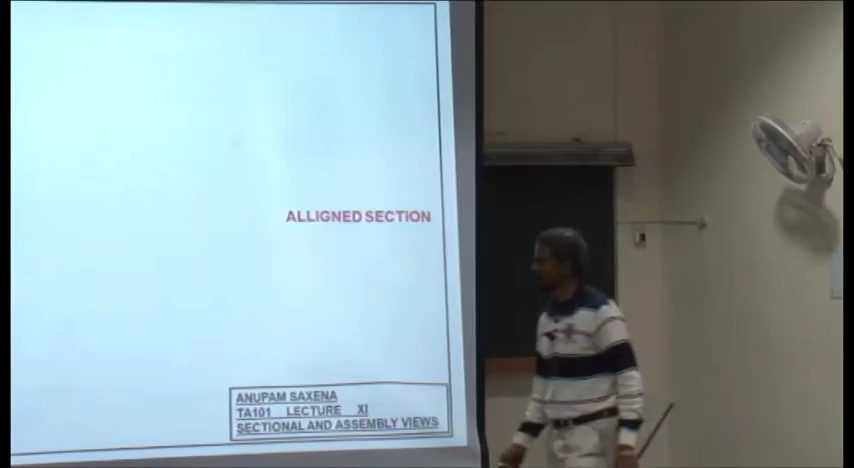 ALLIGNED SECTION
ANUPAM SAXENA
TA101 LECTURE XI
SECTIONAL AND ASSEMBLY VIEWS